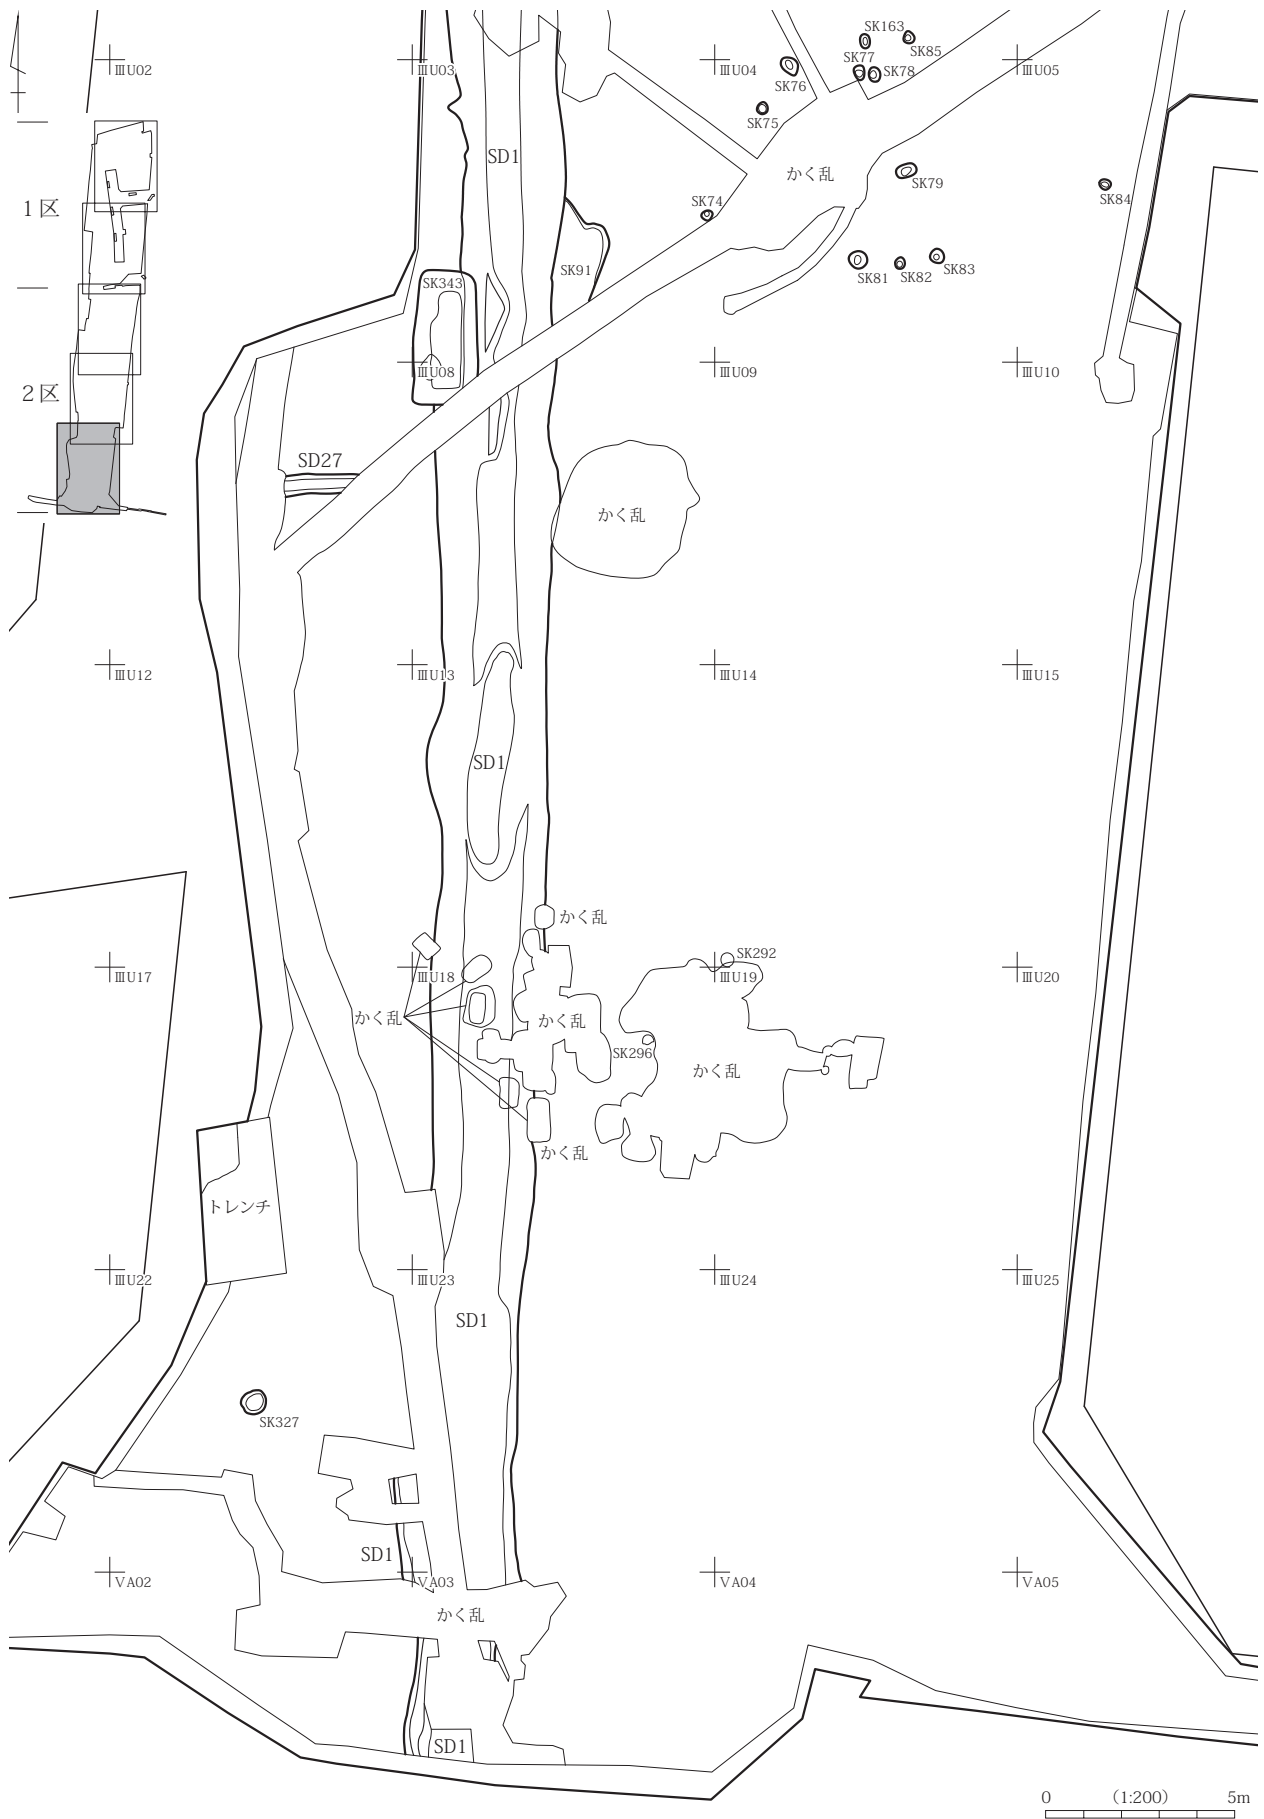 SK163
SK85
ⅢU02
ⅢU03
ⅢU04
SK77
SK78
ⅢU05
SK76
SK75
SD1
かく乱
SK79
SK84
1区
SK74
SK91
SK81
SK82
SK83
SK343
ⅢU08
ⅢU09
ⅢU10
2区
SD27
かく乱
ⅢU12
ⅢU13
ⅢU14
ⅢU15
SD1
かく乱
SK292
ⅢU17
ⅢU18
ⅢU19
ⅢU20
かく乱
かく乱
SK296
かく乱
かく乱
トレンチ
ⅢU22
ⅢU23
ⅢU24
ⅢU25
SD1
SK327
SD1
VA02
VA03
VA04
VA05
かく乱
SD1
0 (1:200) 5m